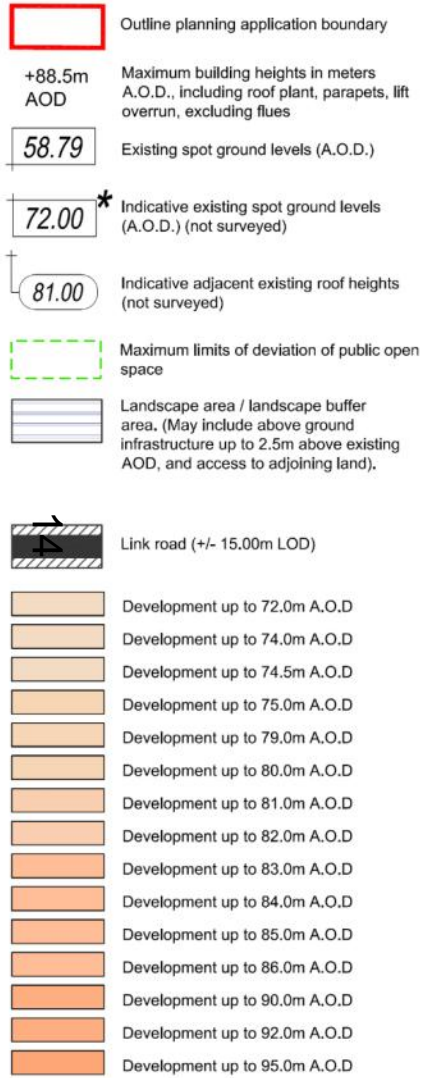 Outline planning application boundary
+88.5m
AOD
Maximum building heights in meters
A.O.D., including roof plant, parapets, lift
overrun, excluding flues
58.79
Existing spot ground levels (A.O.D.)
72.00*
Indicative existing spot ground levels
(A.O.D.) (not surveyed)
81.00
Indicative adjacent existing roof heights
(not surveyed)
Maximum limits of deviation of public open
space
Landscape area / landscape buffer
area. (May include above ground
infrastructure up to 2.5m above existing
AOD, and access to adjoining land).
14
Link road (+/- 15.00m LOD)
Development up to 72.0m A.O.D
Development up to 74.0m A.O.D
Development up to 74.5m A.O.D
Development up to 75.0m A.O.D
Development up to 79.0m A.O.D
Development up to 80.0m A.O.D
Development up to 81.0m A.O.D
Development up to 82.0m A.O.D
Development up to 83.0m A.O.D
Development up to 84.0m A.O.D
Development up to 85.0m A.O.D
Development up to 86.0m A.O.D
Development up to 90.0m A.O.D
Development up to 92.0m A.O.D
Development up to 95.0m A.O.D